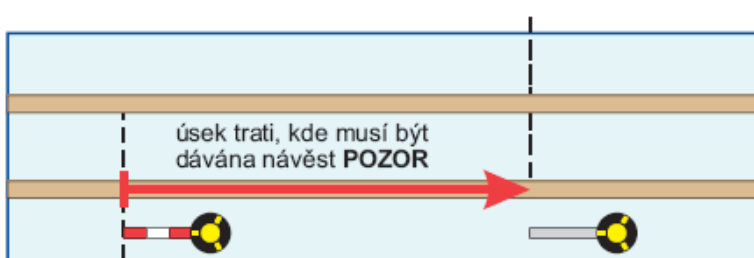 úsek trati, kde musí být
dávána návěst POZOR